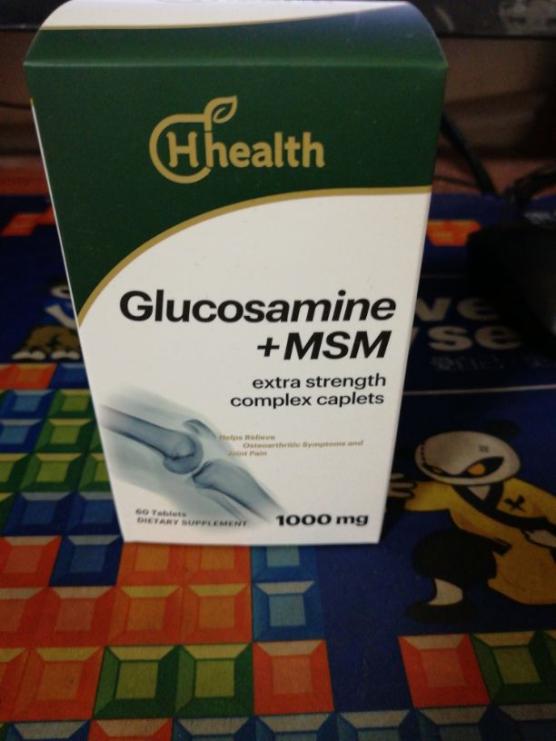 Hhealth
Glucosamine
+MSM
extra strength
complex caplets
Helps Relieve
Osteoarthritic Symptoms and
Joint Pain
60 Tablets
DIETARY SUPPLEMENT
1000 mg